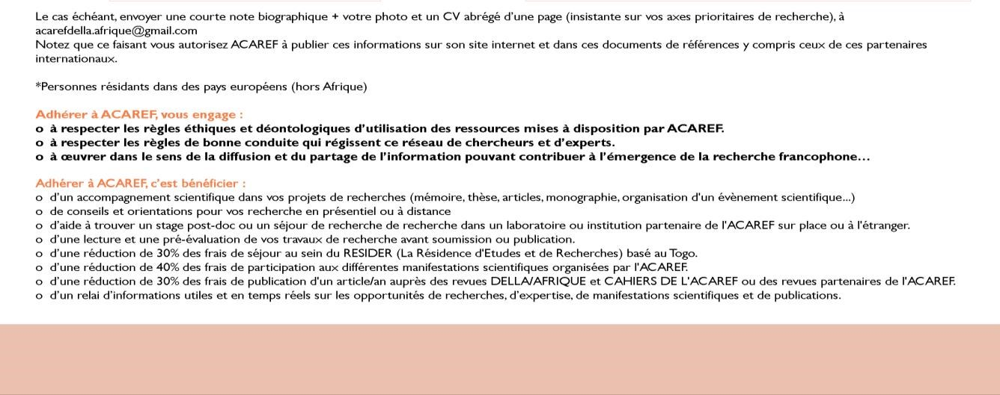 Le cas échéant, envoyer une courte note biographique + votre photo et un CV abrégé d’une page (insistante sur vos axes prioritaires de recherche), à
acarefdella.afrique@gmail.com
Notez que ce faisant vous autorisez ACAREF à publier ces informations sur son site internet et dans ces documents de références y compris ceux de ces partenaires
internationaux.
*Personnes résidants dans des pays européens (hors Afrique)
Adhérer à ACAREF, vous engage :
o à respecter les règles éthiques et déontologiques d’utilisation des ressources mises à disposition par ACAREF.
o à respecter les règles de bonne conduite qui régissent ce réseau de chercheurs et d’experts.
o à œuvrer dans le sens de la diffusion et du partage de l’information pouvant contribuer à l’émergence de la recherche francophone…
Adhérer à ACAREF, c’est bénéficier :
o d’un accompagnement scientifique dans vos projets de recherches (mémoire, thèse, articles, monographie, organisation d'un évènement scientifique...)
o de conseils et orientations pour vos recherche en présentiel ou à distance
o d’aide à trouver un stage post-doc ou un séjour de recherche de recherche dans un laboratoire ou institution partenaire de l'ACAREF sur place ou à l'étranger.
o d’une lecture et une pré-évaluation de vos travaux de recherche avant soumission ou publication.
o d’une réduction de 30% des frais de séjour au sein du RESIDER (La Résidence d'Etudes et de Recherches) basé au Togo.
o d’une réduction de 40% des frais de participation aux différentes manifestations scientifiques organisées par l'ACAREF.
o d’une réduction de 30% des frais de publication d'un article/an auprès des revues DELLA/AFRIQUE et CAHIERS DE L'ACAREF ou des revues partenaires de l'ACAREF.
o d’un relai d’informations utiles et en temps réels sur les opportunités de recherches, d’expertise, de manifestations scientifiques et de publications.